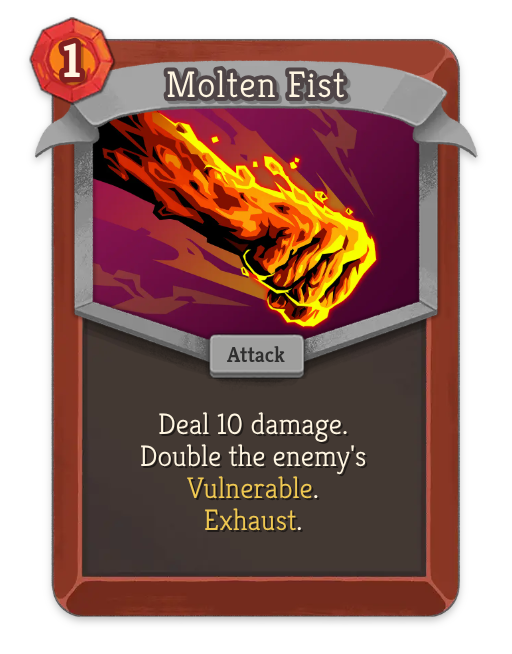 1
Molten Fist
Attack
Deal 10 damage.
Double the enemy's
Vulnerable.
Exhaust.